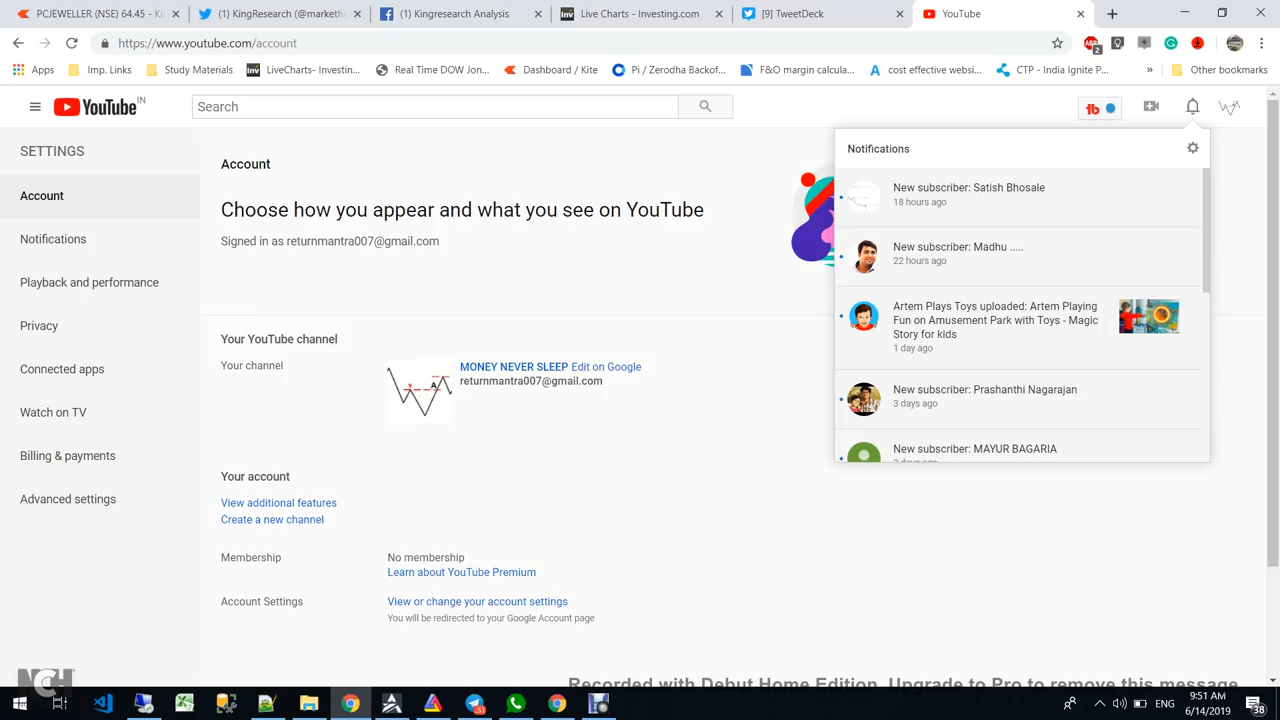 PCJEWELLER (NSE) 64.45 - Ki
(1) KingResearch (@marketh
(1) Kingresearch Analysis
Live Charts - Investing.com
[9] TweetDeck
YouTube
https://www.youtube.com/account
Apps
Imp. Links
Study Materials
LiveCharts- Investin...
Real Time DOW Jon...
Dashboard / Kite
Pi / Zerodha Backof...
F&O margin calcula...
cost effective websi...
CTP - India Ignite P...
»
Other bookmarks
YouTube IN
Search
SETTINGS
Account
Notifications
Playback and performance
Privacy
Connected apps
Watch on TV
Billing & payments
Advanced settings
Account
Choose how you appear and what you see on YouTube
Signed in as returnmantra007@gmail.com
Your YouTube channel
Your channel
MONEY NEVER SLEEP Edit on Google
returnmantra007@gmail.com
Your account
View additional features
Create a new channel
Membership
No membership
Learn about YouTube Premium
Account Settings
View or change your account settings
You will be redirected to your Google Account page
Notifications
New subscriber: Satish Bhosale
18 hours ago
New subscriber: Madhu .....
22 hours ago
Artem Plays Toys uploaded: Artem Playing
Fun on Amusement Park with Toys - Magic
Story for kids
1 day ago
New subscriber: Prashanthi Nagarajan
3 days ago
New subscriber: MAYUR BAGARIA
NCH
Recorded with Debut Home Edition. Upgrade to Pro to remove this message
ENG
9:51 AM
6/14/2019
38